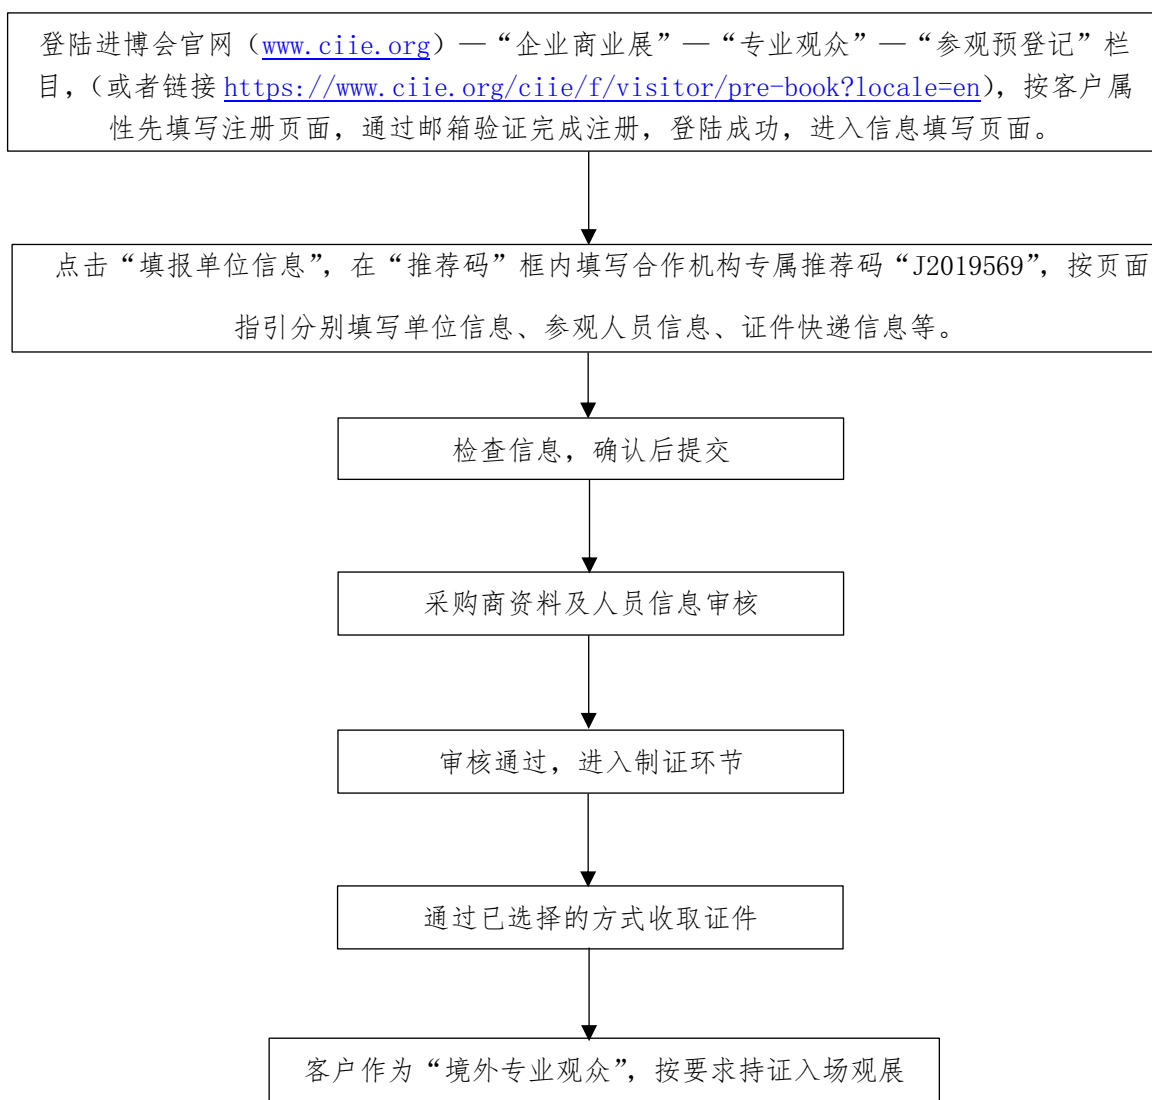 登陆进博会官网（www.ciie.org）—“企业商业展”—“专业观众”—“参观预登记”栏
目，（或者链接 https://www.ciie.org/ciie/f/visitor/pre-book?locale=en），按客户属
性先填写注册页面，通过邮箱验证完成注册，登陆成功，进入信息填写页面。
点击“填报单位信息”，在“推荐码”框内填写合作机构专属推荐码“J2019569”，按页面
指引分别填写单位信息、参观人员信息、证件快递信息等。
检查信息，确认后提交
采购商资料及人员信息审核
审核通过，进入制证环节
通过已选择的方式收取证件
客户作为“境外专业观众”，按要求持证入场观展